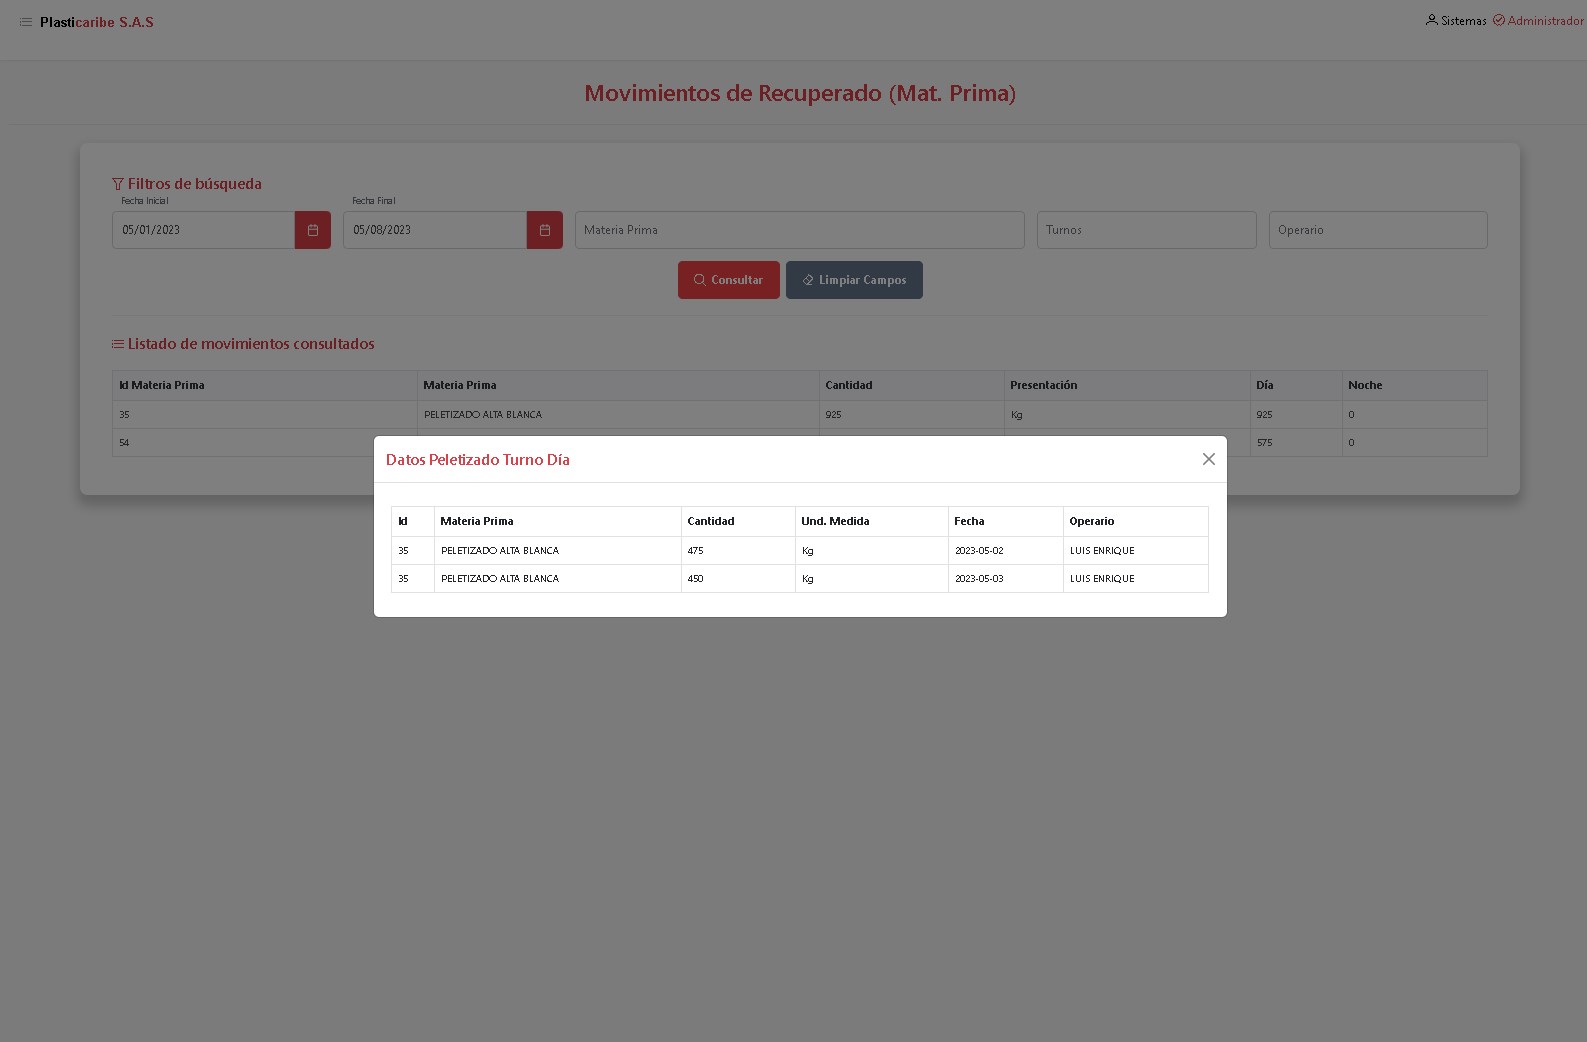 Plasticaribe S.A.S
Sistemas Administrador
Movimientos de Recuperado (Mat. Prima)
Filtros de búsqueda
Fecha Inicial Fecha Final
05/01/2023 05/08/2023 Materia Prima Turnos Operario
Consultar Limpiar Campos
Listado de movimientos consultados
Id Materia Prima Materia Prima Cantidad Presentación Día Noche
35 PELETIZADO ALTA BLANCA 925 Kg 925 0
54 575 0
Datos Peletizado Turno Día
Id Materia Prima Cantidad Und. Medida Fecha Operario
35 PELETIZADO ALTA BLANCA 475 Kg 2023-05-02 LUIS ENRIQUE
35 PELETIZADO ALTA BLANCA 450 Kg 2023-05-03 LUIS ENRIQUE